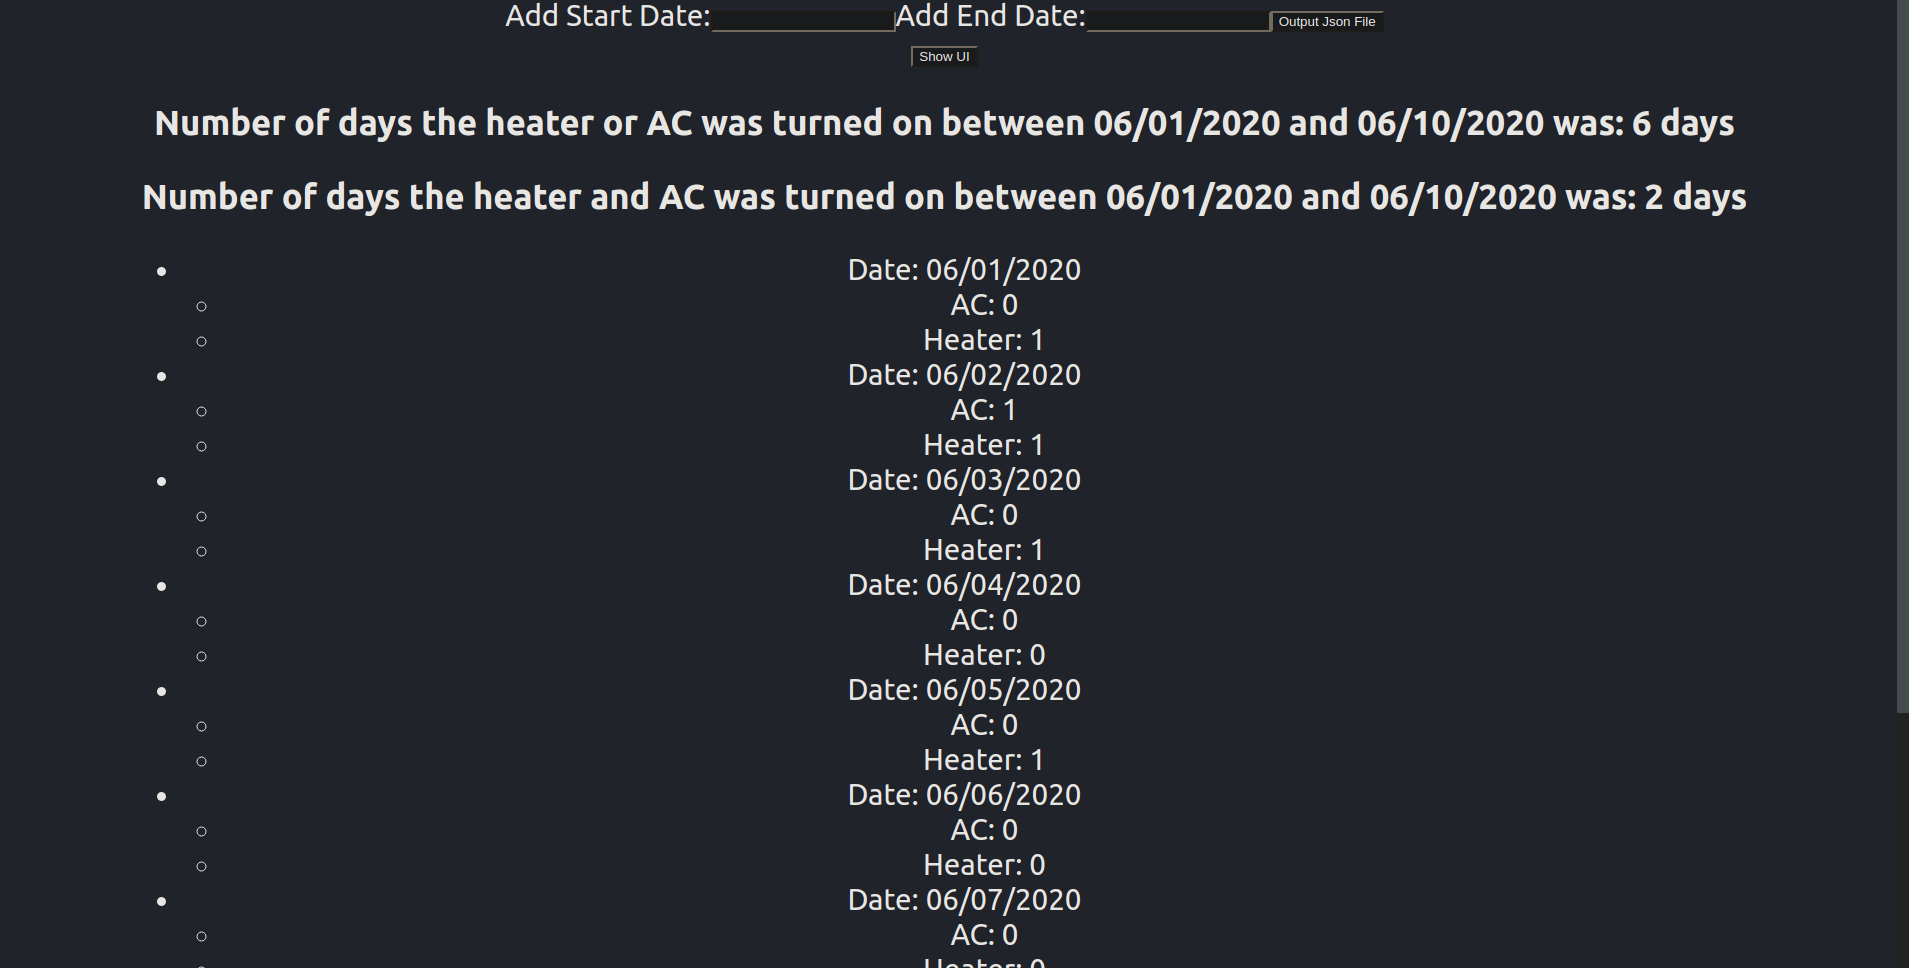 Add Start Date: Add End Date: Output Json File
Show UI
Number of days the heater or AC was turned on between 06/01/2020 and 06/10/2020 was: 6 days
Number of days the heater and AC was turned on between 06/01/2020 and 06/10/2020 was: 2 days
Date: 06/01/2020
AC: 0
Heater: 1
Date: 06/02/2020
AC: 1
Heater: 1
Date: 06/03/2020
AC: 0
Heater: 1
Date: 06/04/2020
AC: 0
Heater: 0
Date: 06/05/2020
AC: 0
Heater: 1
Date: 06/06/2020
AC: 0
Heater: 0
Date: 06/07/2020
AC: 0
Heater: 0